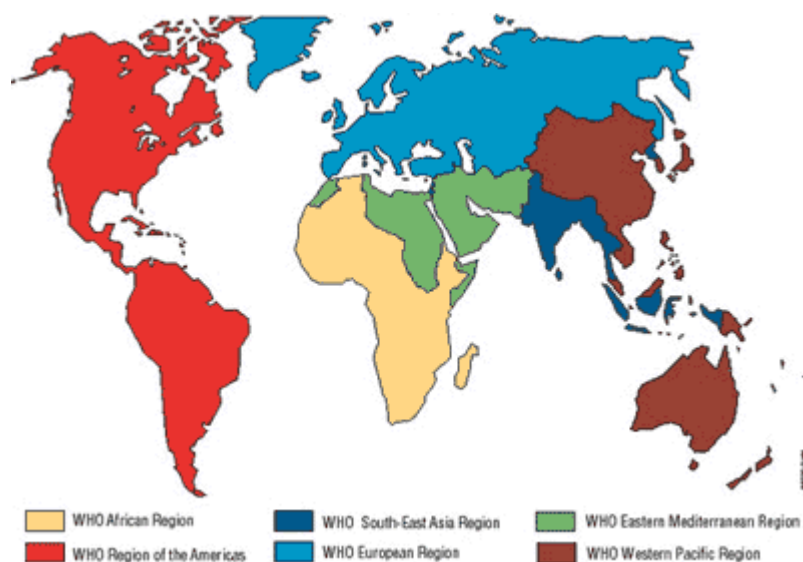 WHO African Region
WHO South-East Asia Region
WHO Eastern Mediterranean Region
WHO Region of the Americas
WHO European Region
WHO Western Pacific Region